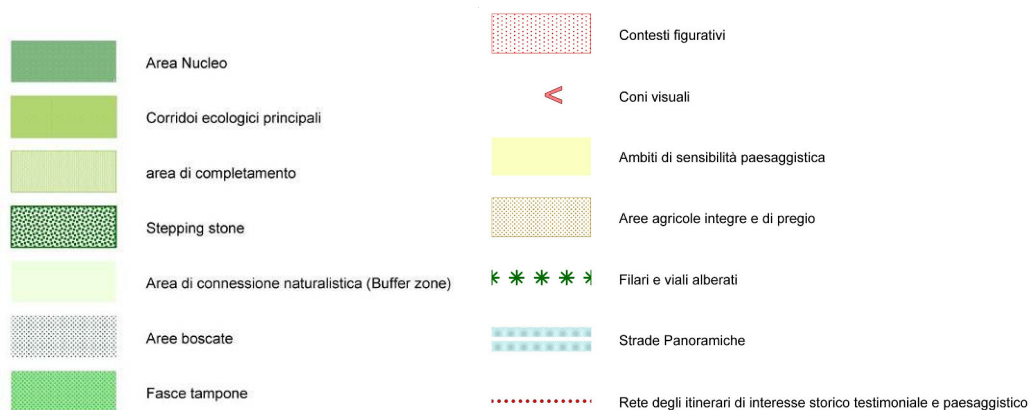 Area Nucleo
Corridoi ecologici principali
area di completamento
Stepping stone
Area di connessione naturalistica (Buffer zone)
Aree boscate
Fasce tampone
Contesti figurativi
Coni visuali
Ambiti di sensibilità paesaggistica
Aree agricole integre e di pregio
Filari e viali alberati
Strade Panoramiche
Rete degli itinerari di interesse storico testimoniale e paesaggistico